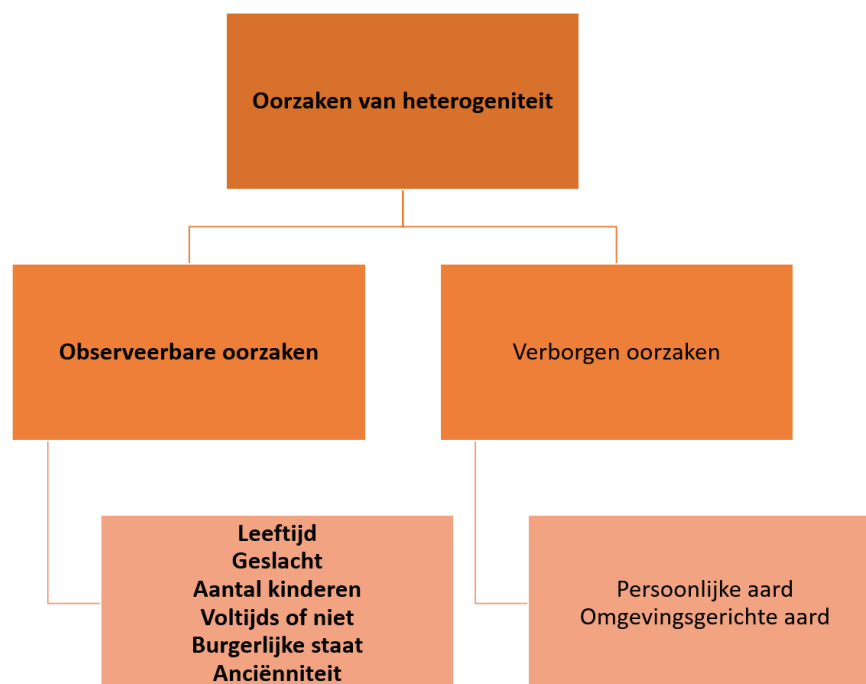 Oorzaken van heterogeniteit
Observeerbare oorzaken
Verborgen oorzaken
Leeftijd
Geslacht
Aantal kinderen
Voltijds of niet
Burgerlijke staat
Anciënniteit
Persoonlijke aard
Omgevingsgerichte aard